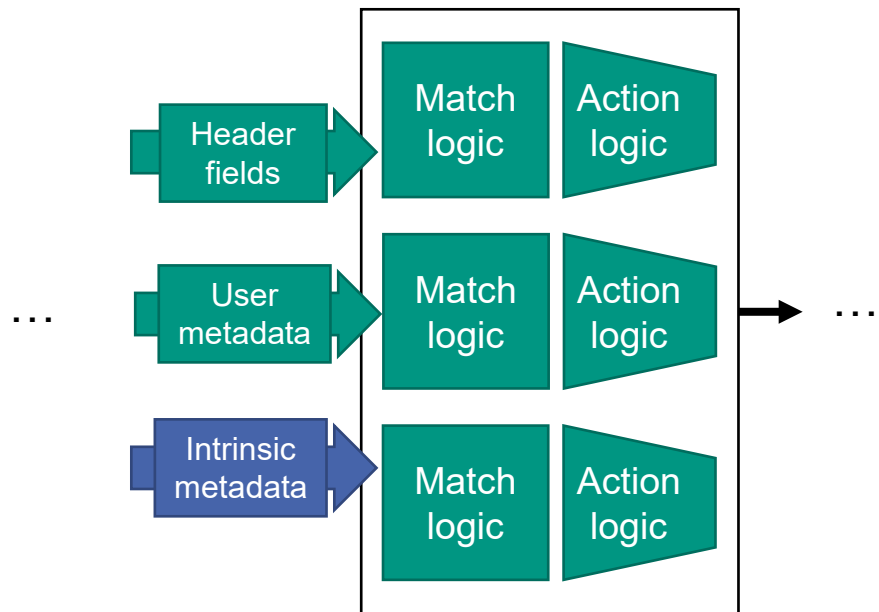 Match
logic
Action
logic
Header
fields
Match
logic
Action
logic
User
metadata
...
...
Intrinsic
metadata
Match
logic
Action
logic